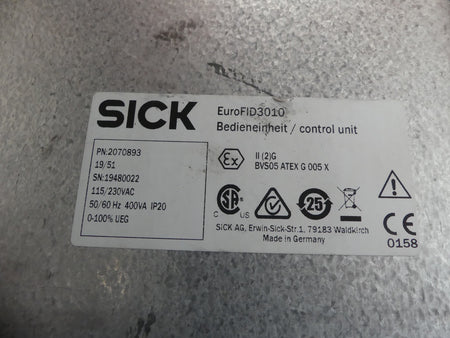 SICK
EuroFID3010
Bedieneinheit / control unit
PN:2070893
19/51
SN:19480022
115/230VAC
50/60 Hz 400VA IP20
0-100% UEG
Ex
II (2)G
BVS05 ATEX G 005 X
C US
25
SICK AG, Erwin-Sick-Str.1, 79183 Waldkirch
Made in Germany
CE
0158